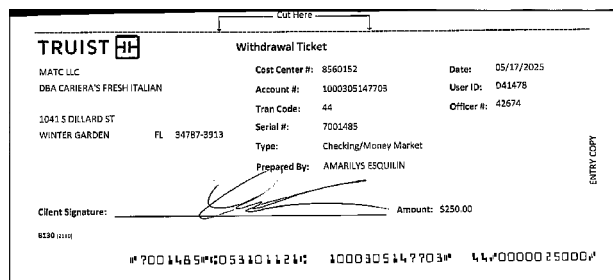 Cut Here
TRUIST
Withdrawal Ticket
MATC LLC
DBA CARIERA'S FRESH ITALIAN
1041 S DILLARD ST
WINTER GARDEN FL 34787-3913
Cost Center #: 8560152
Account #: 1000305147703
Tran Code: 44
Serial #: 7001485
Type: Checking/Money Market
Prepared By: AMARILYS ESQUILIN
Date: 05/17/2025
User ID: D41478
Officer #: 42674
ENTRY COPY
Client Signature:
Amount: $250.00
8130 (2110)
⑈7001485⑈⑆053101121⑆ 1000305147703⑈ 44⑇0000025000⑇